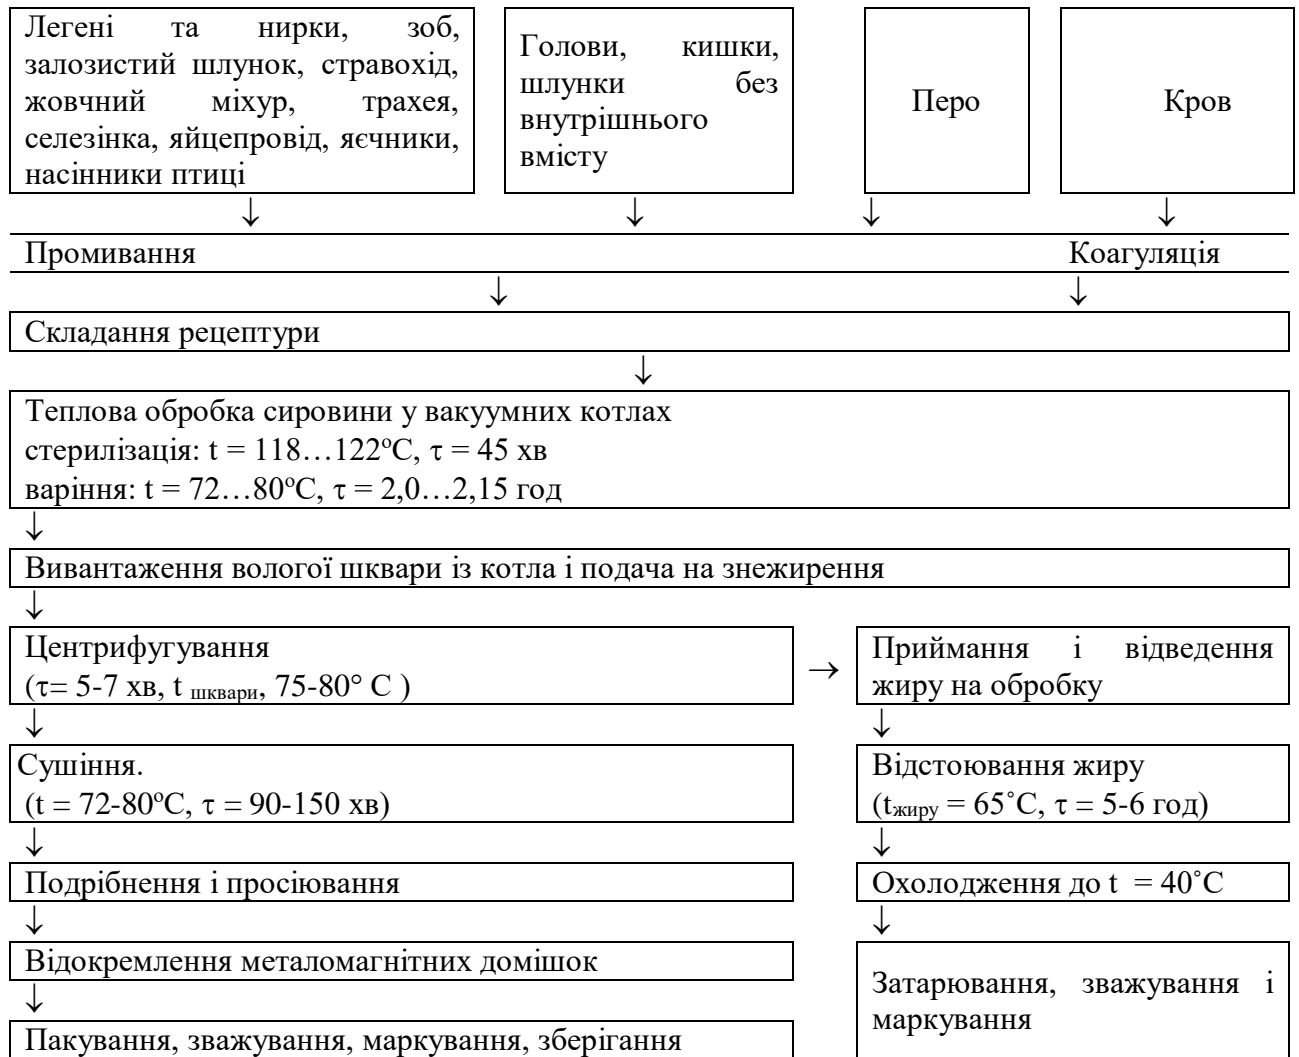 Легені та нирки, зоб,
залозистий шлунок, стравохід,
жовчний міхур, трахея,
селезінка, яйцепровід, яєчники,
насінники птиці
Голови, кишки,
шлунки без
внутрішнього
вмісту
Перо
Кров
Промивання
Коагуляція
Складання рецептури
Теплова обробка сировини у вакуумних котлах
стерилізація: t = 118…122ºC, τ = 45 хв
варіння: t = 72…80ºC, τ = 2,0…2,15 год
Вивантаження вологої шквари із котла і подача на знежирення
Центрифугування
(τ= 5-7 хв, t шквари, 75-80° С )
Приймання і відведення
жиру на обробку
Сушіння.
(t = 72-80ºC, τ = 90-150 хв)
Відстоювання жиру
(tжиру = 65˚С, τ = 5-6 год)
Подрібнення і просіювання
Охолодження до t = 40˚С
Відокремлення металомагнітних домішок
Затарювання, зважування і
маркування
Пакування, зважування, маркування, зберігання